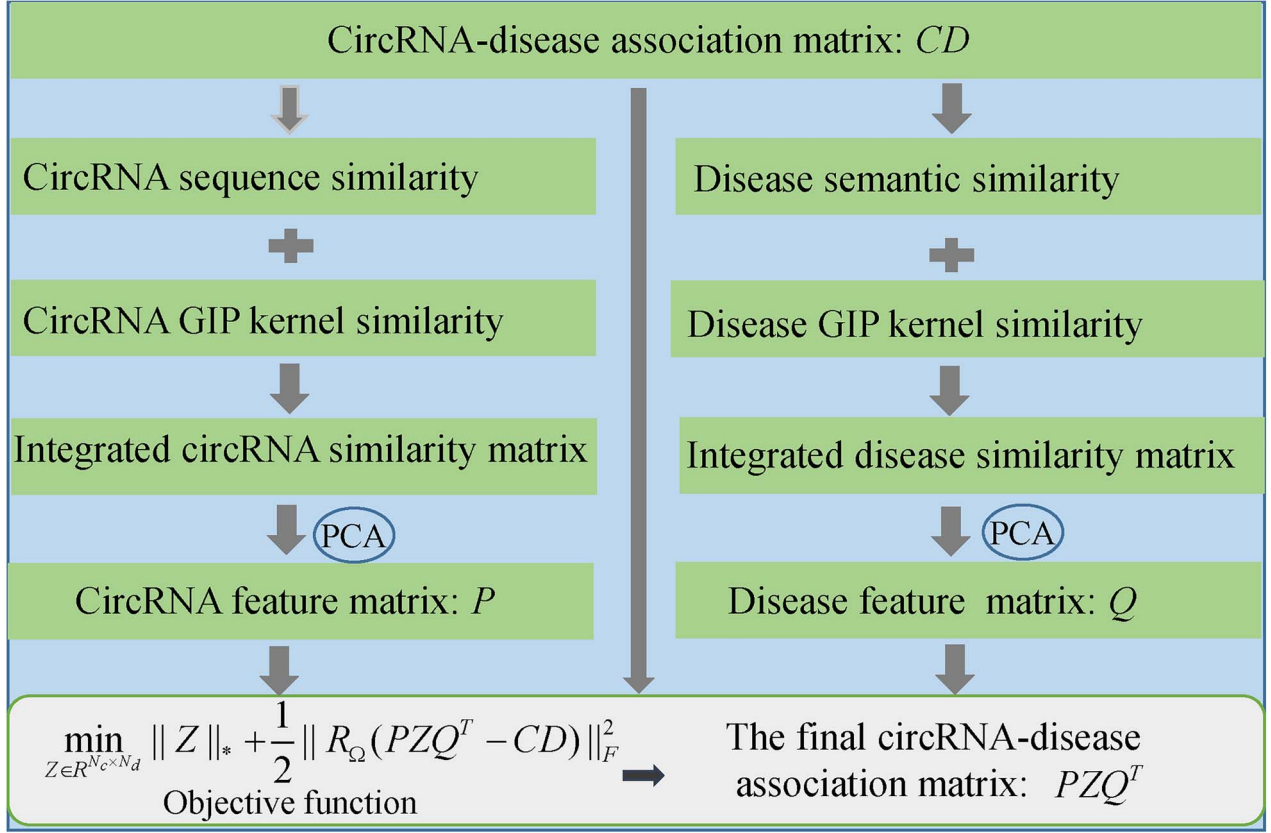 CircRNA-disease association matrix: CD
CircRNA sequence similarity
CircRNA GIP kernel similarity
Integrated circRNA similarity matrix
PCA
CircRNA feature matrix: P
Disease semantic similarity
Disease GIP kernel similarity
Integrated disease similarity matrix
PCA
Disease feature matrix: Q
min_{Z∈R^{N_c×N_d}} || Z ||_* + 1/2 || R_Ω(PZQ^T − CD) ||_F^2
Objective function
The final circRNA-disease
association matrix: PZQ^T